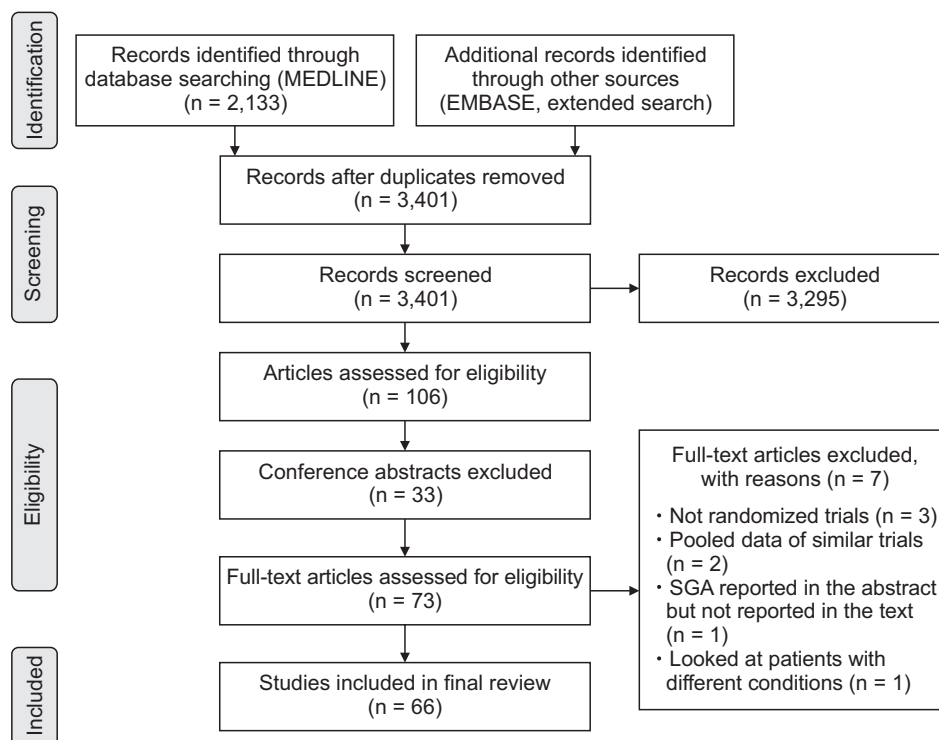 Identification
Records identified through
database searching (MEDLINE)
(n = 2,133)
Additional records identified
through other sources
(EMBASE, extended search)
Records after duplicates removed
(n = 3,401)
Screening
Records screened
(n = 3,401)
Records excluded
(n = 3,295)
Eligibility
Articles assessed for eligibility
(n = 106)
Conference abstracts excluded
(n = 33)
Full-text articles assessed for eligibility
(n = 73)
Full-text articles excluded,
with reasons (n = 7)
・Not randomized trials (n = 3)
・Pooled data of similar trials
(n = 2)
・SGA reported in the abstract
but not reported in the text
(n = 1)
・Looked at patients with
different conditions (n = 1)
Included
Studies included in final review
(n = 66)